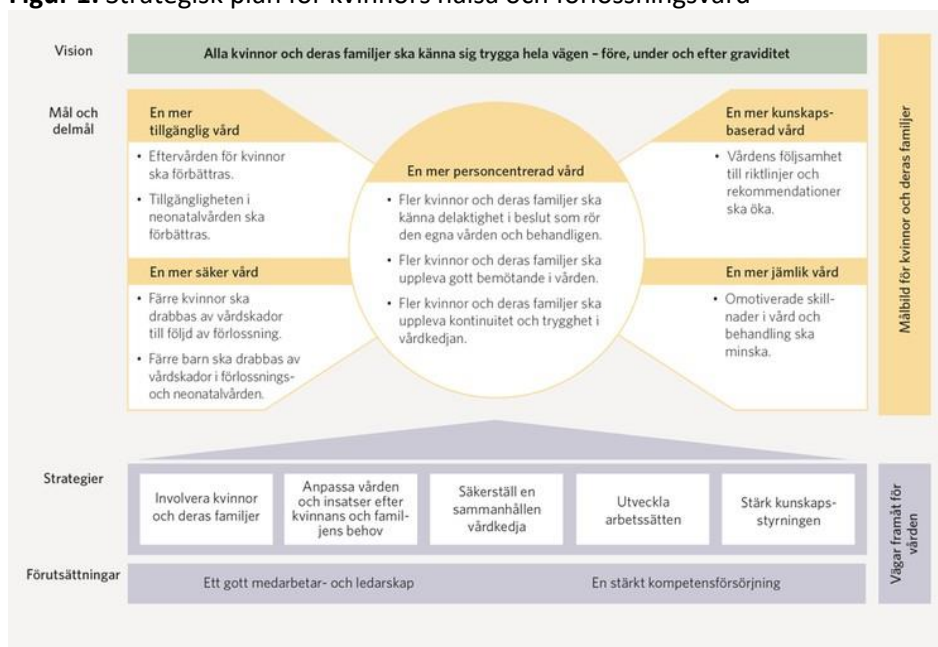 Figur 1. Strategisk plan för kvinnors hälsa och förlossningsvård
Vision
Alla kvinnor och deras familjer ska känna sig trygga hela vägen – före, under och efter graviditet
Mål och
delmål
En mer
tillgänglig vård
• Eftervården för kvinnor
ska förbättras.
• Tillgängligheten i
neonatalvården ska
förbättras.
En mer säker vård
• Färre kvinnor ska
drabbas av vårdskador
till följd av förlossning.
• Färre barn ska drabbas av
vårdskador i förlossnings-
och neonatalvården.
En mer personcentrerad vård
• Fler kvinnor och deras familjer ska
känna delaktighet i beslut som rör
den egna vården och behandligen.
• Fler kvinnor och deras familjer ska
uppleva gott bemötande i vården.
• Fler kvinnor och deras familjer ska
uppleva kontinuitet och trygghet i
vårdkedjan.
En mer kunskaps-
baserad vård
• Vårdens följsamhet
till riktlinjer och
rekommendationer
ska öka.
En mer jämlik vård
• Omotiverade skill-
nader i vård och
behandling ska
minska.
Målbild för kvinnor och deras familjer
Strategier
Involvera kvinnor
och deras familjer
Anpassa vården
och insatser efter
kvinnans och famil-
jens behov
Säkerställ en
sammanhållen
vårdkedja
Utveckla
arbetssätten
Stärk kunskaps-
styrningen
Förutsättningar
Ett gott medarbetar- och ledarskap
En stärkt kompetensförsörjning
Vägar framåt för
vården